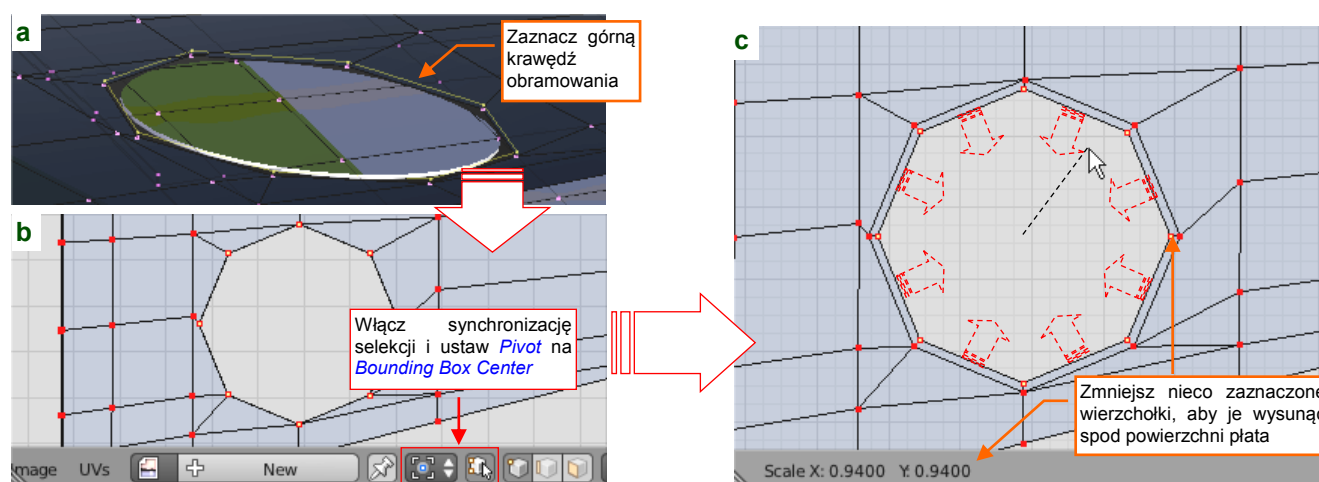 a
Zaznacz górną
krawędź
obramowania
b
Włącz synchronizację
selekcji i ustaw Pivot na
Bounding Box Center
mage UVs New
c
Zmniejsz nieco zaznaczone
wierzchołki, aby je wysunąć
spod powierzchni płata
Scale X: 0.9400 Y: 0.9400